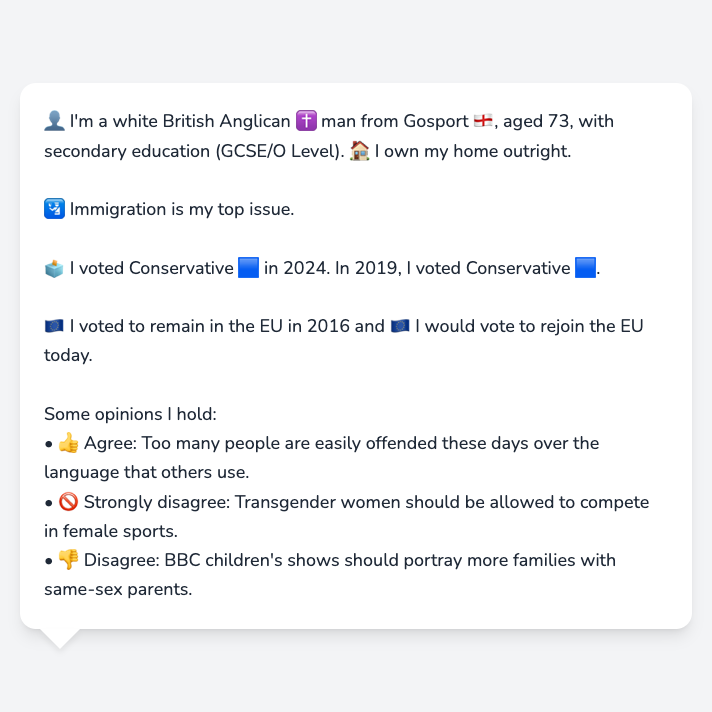 👤 I'm a white British Anglican ✝️ man from Gosport 🏴󠁧󠁢󠁥󠁮󠁧󠁿, aged 73, with
secondary education (GCSE/O Level). 🏠 I own my home outright.
🛂 Immigration is my top issue.
🗳️ I voted Conservative 🟦 in 2024. In 2019, I voted Conservative 🟦.
🇪🇺 I voted to remain in the EU in 2016 and 🇪🇺 I would vote to rejoin the EU
today.
Some opinions I hold:
• 👍 Agree: Too many people are easily offended these days over the
language that others use.
• 🚫 Strongly disagree: Transgender women should be allowed to compete
in female sports.
• 👎 Disagree: BBC children's shows should portray more families with
same-sex parents.